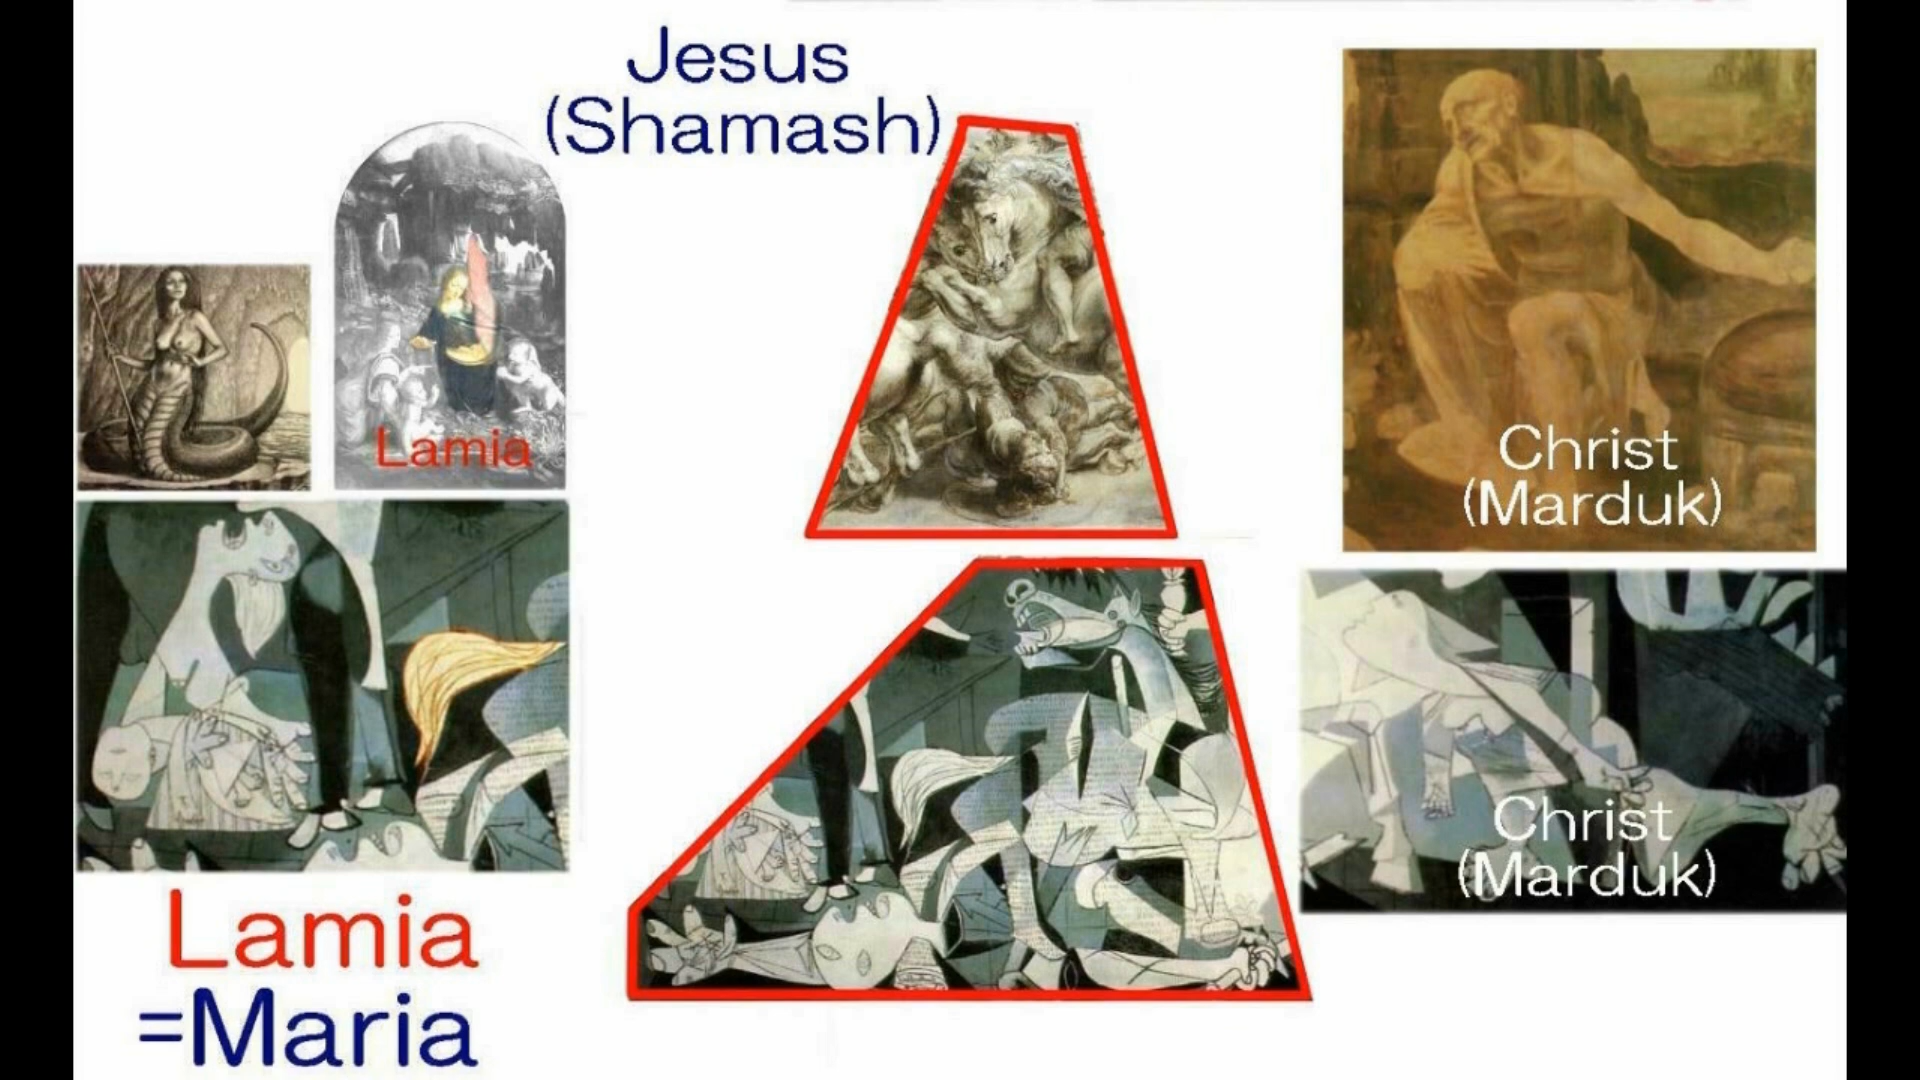 Jesus
(Shamash)
Lamia
Christ
(Marduk)
Christ
(Marduk)
Lamia
=Maria